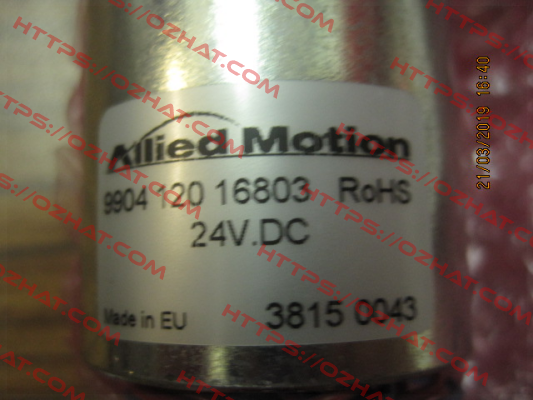 Allied Motion
9904 120 16803 RoHS
24V.DC
Made in EU 3815 0043
21/03/2019 16:40
HTTPS://OZHAT.COM